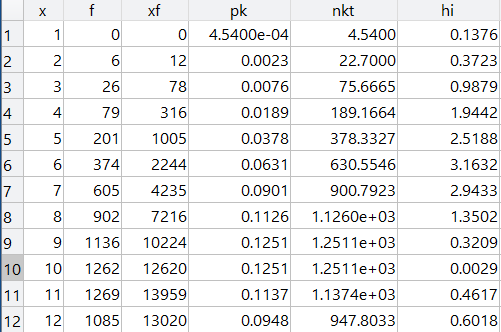 x f xf pk nkt hi
1 1 0 0 4.5400e-04 4.5400 0.1376
2 2 6 12 0.0023 22.7000 0.3723
3 3 26 78 0.0076 75.6665 0.9879
4 4 79 316 0.0189 189.1664 1.9442
5 5 201 1005 0.0378 378.3327 2.5188
6 6 374 2244 0.0631 630.5546 3.1632
7 7 605 4235 0.0901 900.7923 2.9433
8 8 902 7216 0.1126 1.1260e+03 1.3502
9 9 1136 10224 0.1251 1.2511e+03 0.3209
10 10 1262 12620 0.1251 1.2511e+03 0.0029
11 11 1269 13959 0.1137 1.1374e+03 0.4617
12 12 1085 13020 0.0948 947.8033 0.6018